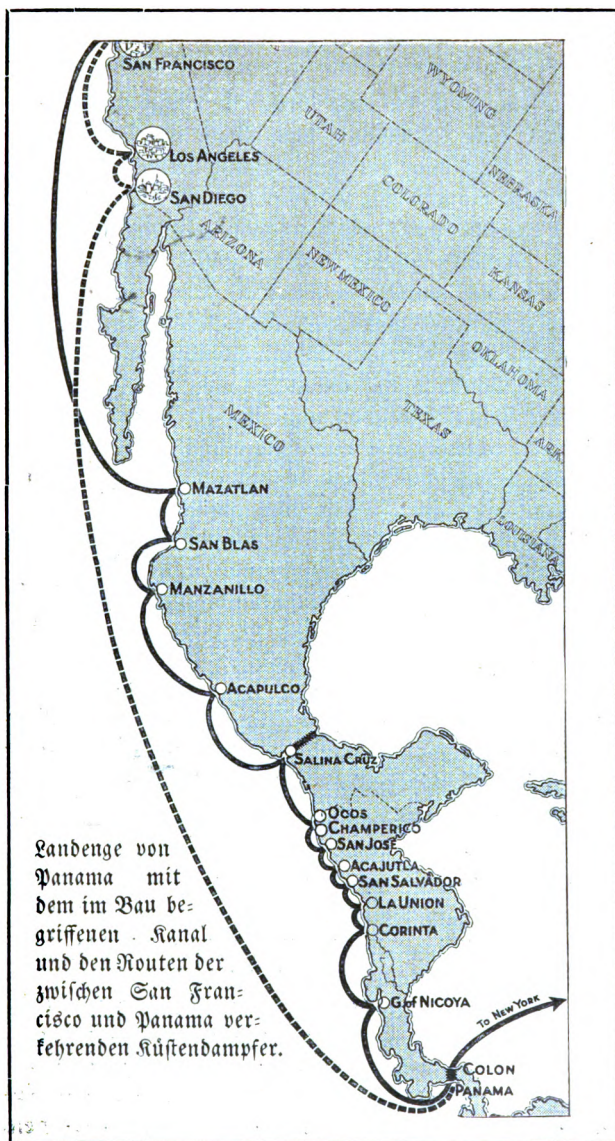 SAN FRANCISCO
WYOMING
UTAH
LOS ANGELES
NEBRASKA
SAN DIEGO
COLORADO
ARIZONA
KANSAS
NEW MEXICO
OKLAHOMA
MEXICO
TEXAS
ARK
LOUISIANA
MAZATLAN
SAN BLAS
MANZANILLO
ACAPULCO
SALINA CRUZ
OCOS
CHAMPERICO
SAN JOSÉ
ACAJUTLA
SAN SALVADOR
LA UNION
CORINTA
G. of NICOYA
TO NEW YORK
COLON
PANAMA
Landenge von
Panama mit
dem im Bau be-
griffenen Kanal
und den Routen der
zwischen San Fran-
cisco und Panama ver-
kehrenden Küstendampfer.